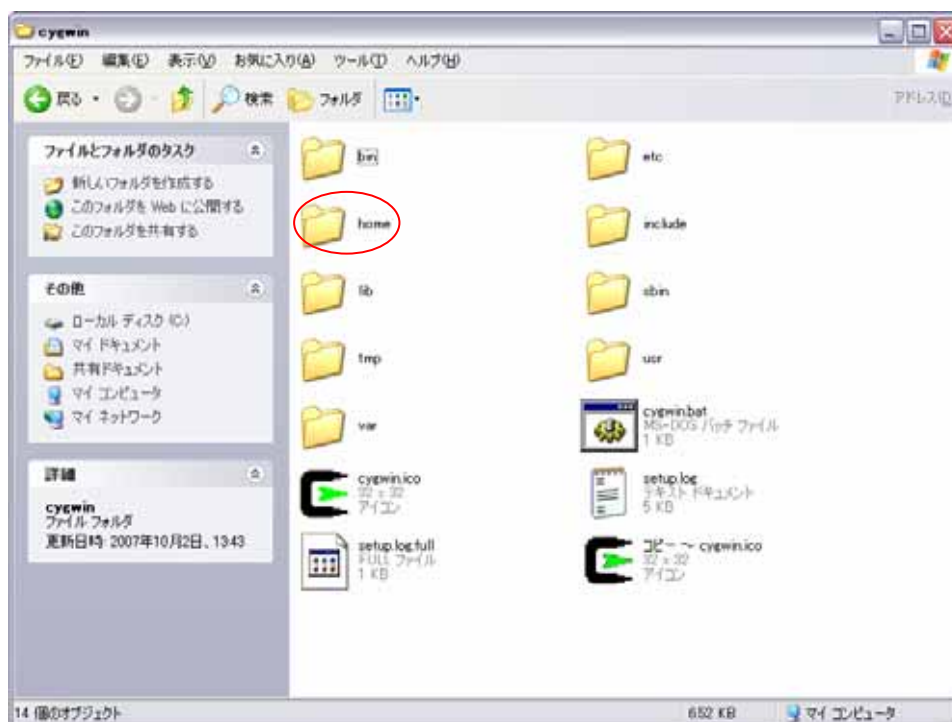 cygwin
ファイル(F) 編集(E) 表示(V) お気に入り(A) ツール(T) ヘルプ(H)
戻る 検索 フォルダ アドレス(D)
ファイルとフォルダのタスク
新しいフォルダを作成する
このフォルダを Web に公開する
このフォルダを共有する
その他
ローカル ディスク (C:)
マイ ドキュメント
共有ドキュメント
マイ コンピュータ
マイ ネットワーク
詳細
cygwin
ファイル フォルダ
更新日時: 2007年10月2日、13:43
bin
etc
home
include
lib
sbin
tmp
usr
var
cygwin.bat
MS-DOS バッチ ファイル
1 KB
cygwin.ico
32 x 32
アイコン
setup.log
テキスト ドキュメント
5 KB
setup.log.full
FULL ファイル
1 KB
コピー ~ cygwin.ico
32 x 32
アイコン
14 個のオブジェクト 652 KB マイ コンピュータ